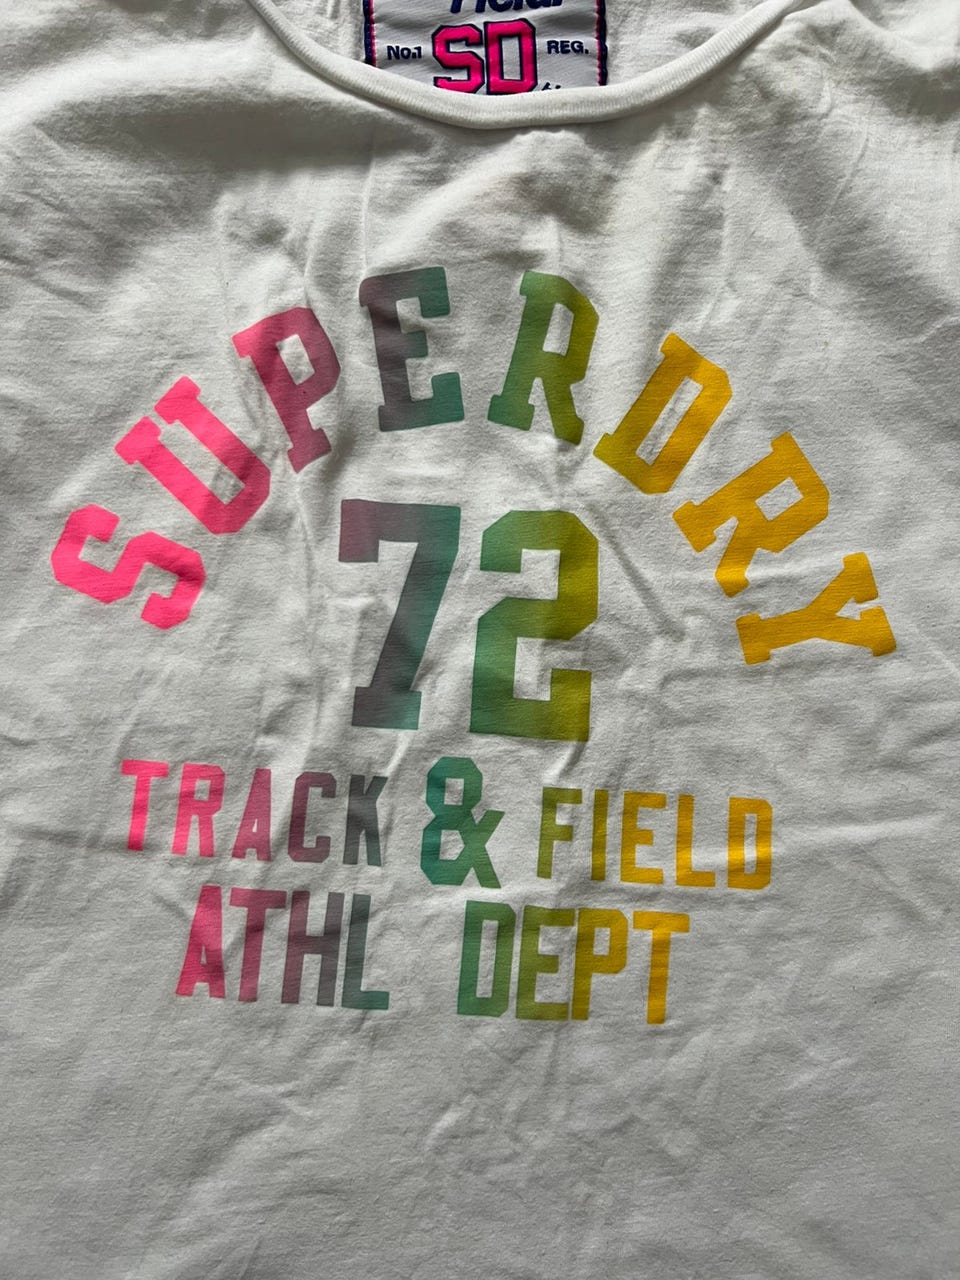 No.1 SD REG.
SUPERDRY
72
TRACK & FIELD
ATHL DEPT